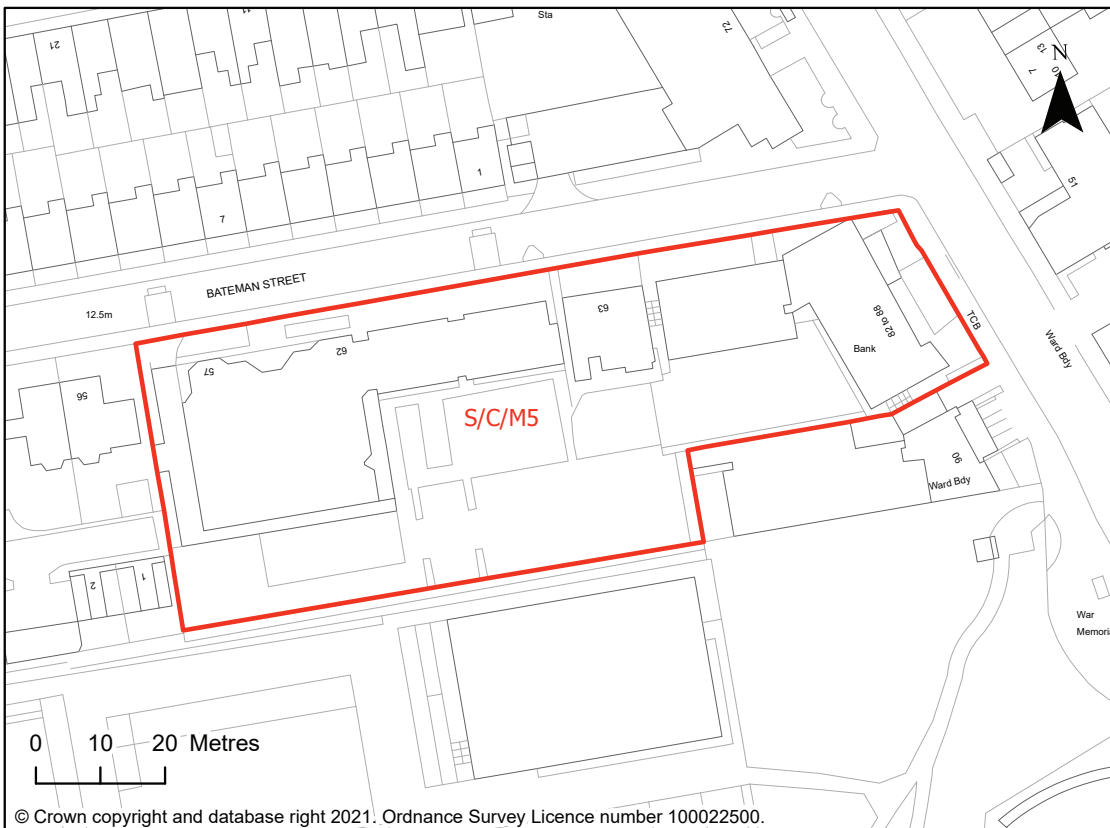 Sta
11
21
72
13
N
10
7
51
1
7
BATEMAN STREET
12.5m
63
TCB
82 to 88
Ward Bdy
62
Bank
57
56
S/C/M5
90
Ward Bdy
1
2
War
Memoria
0 10 20 Metres
© Crown copyright and database right 2021. Ordnance Survey Licence number 100022500.